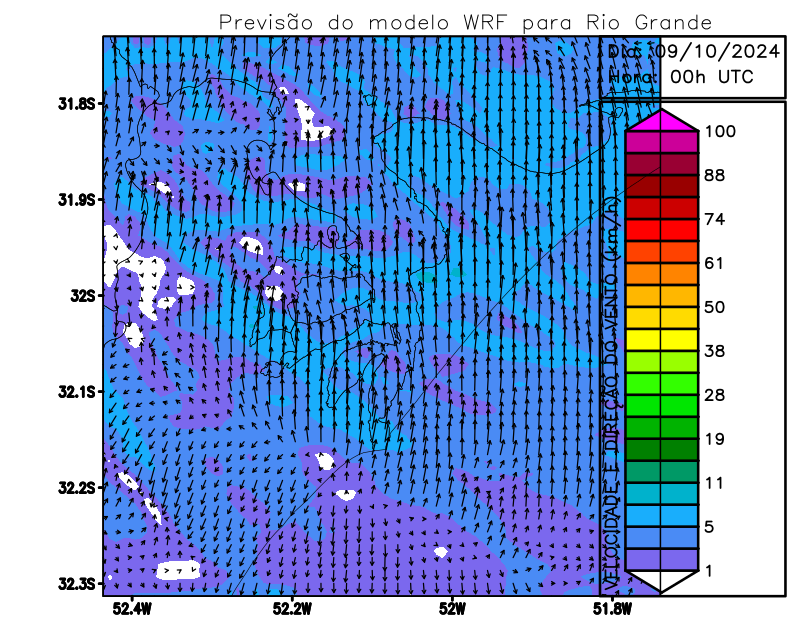 Previsão do modelo WRF para Rio Grande
Dia: 09/10/2024
Hora: 00h UTC
31.8S
31.9S
32S
32.1S
32.2S
32.3S
52.4W
52.2W
52W
51.8W
VELOCIDADE E DIREÇÃO DO VENTO (km/h)
100
88
74
61
50
38
28
19
11
5
1